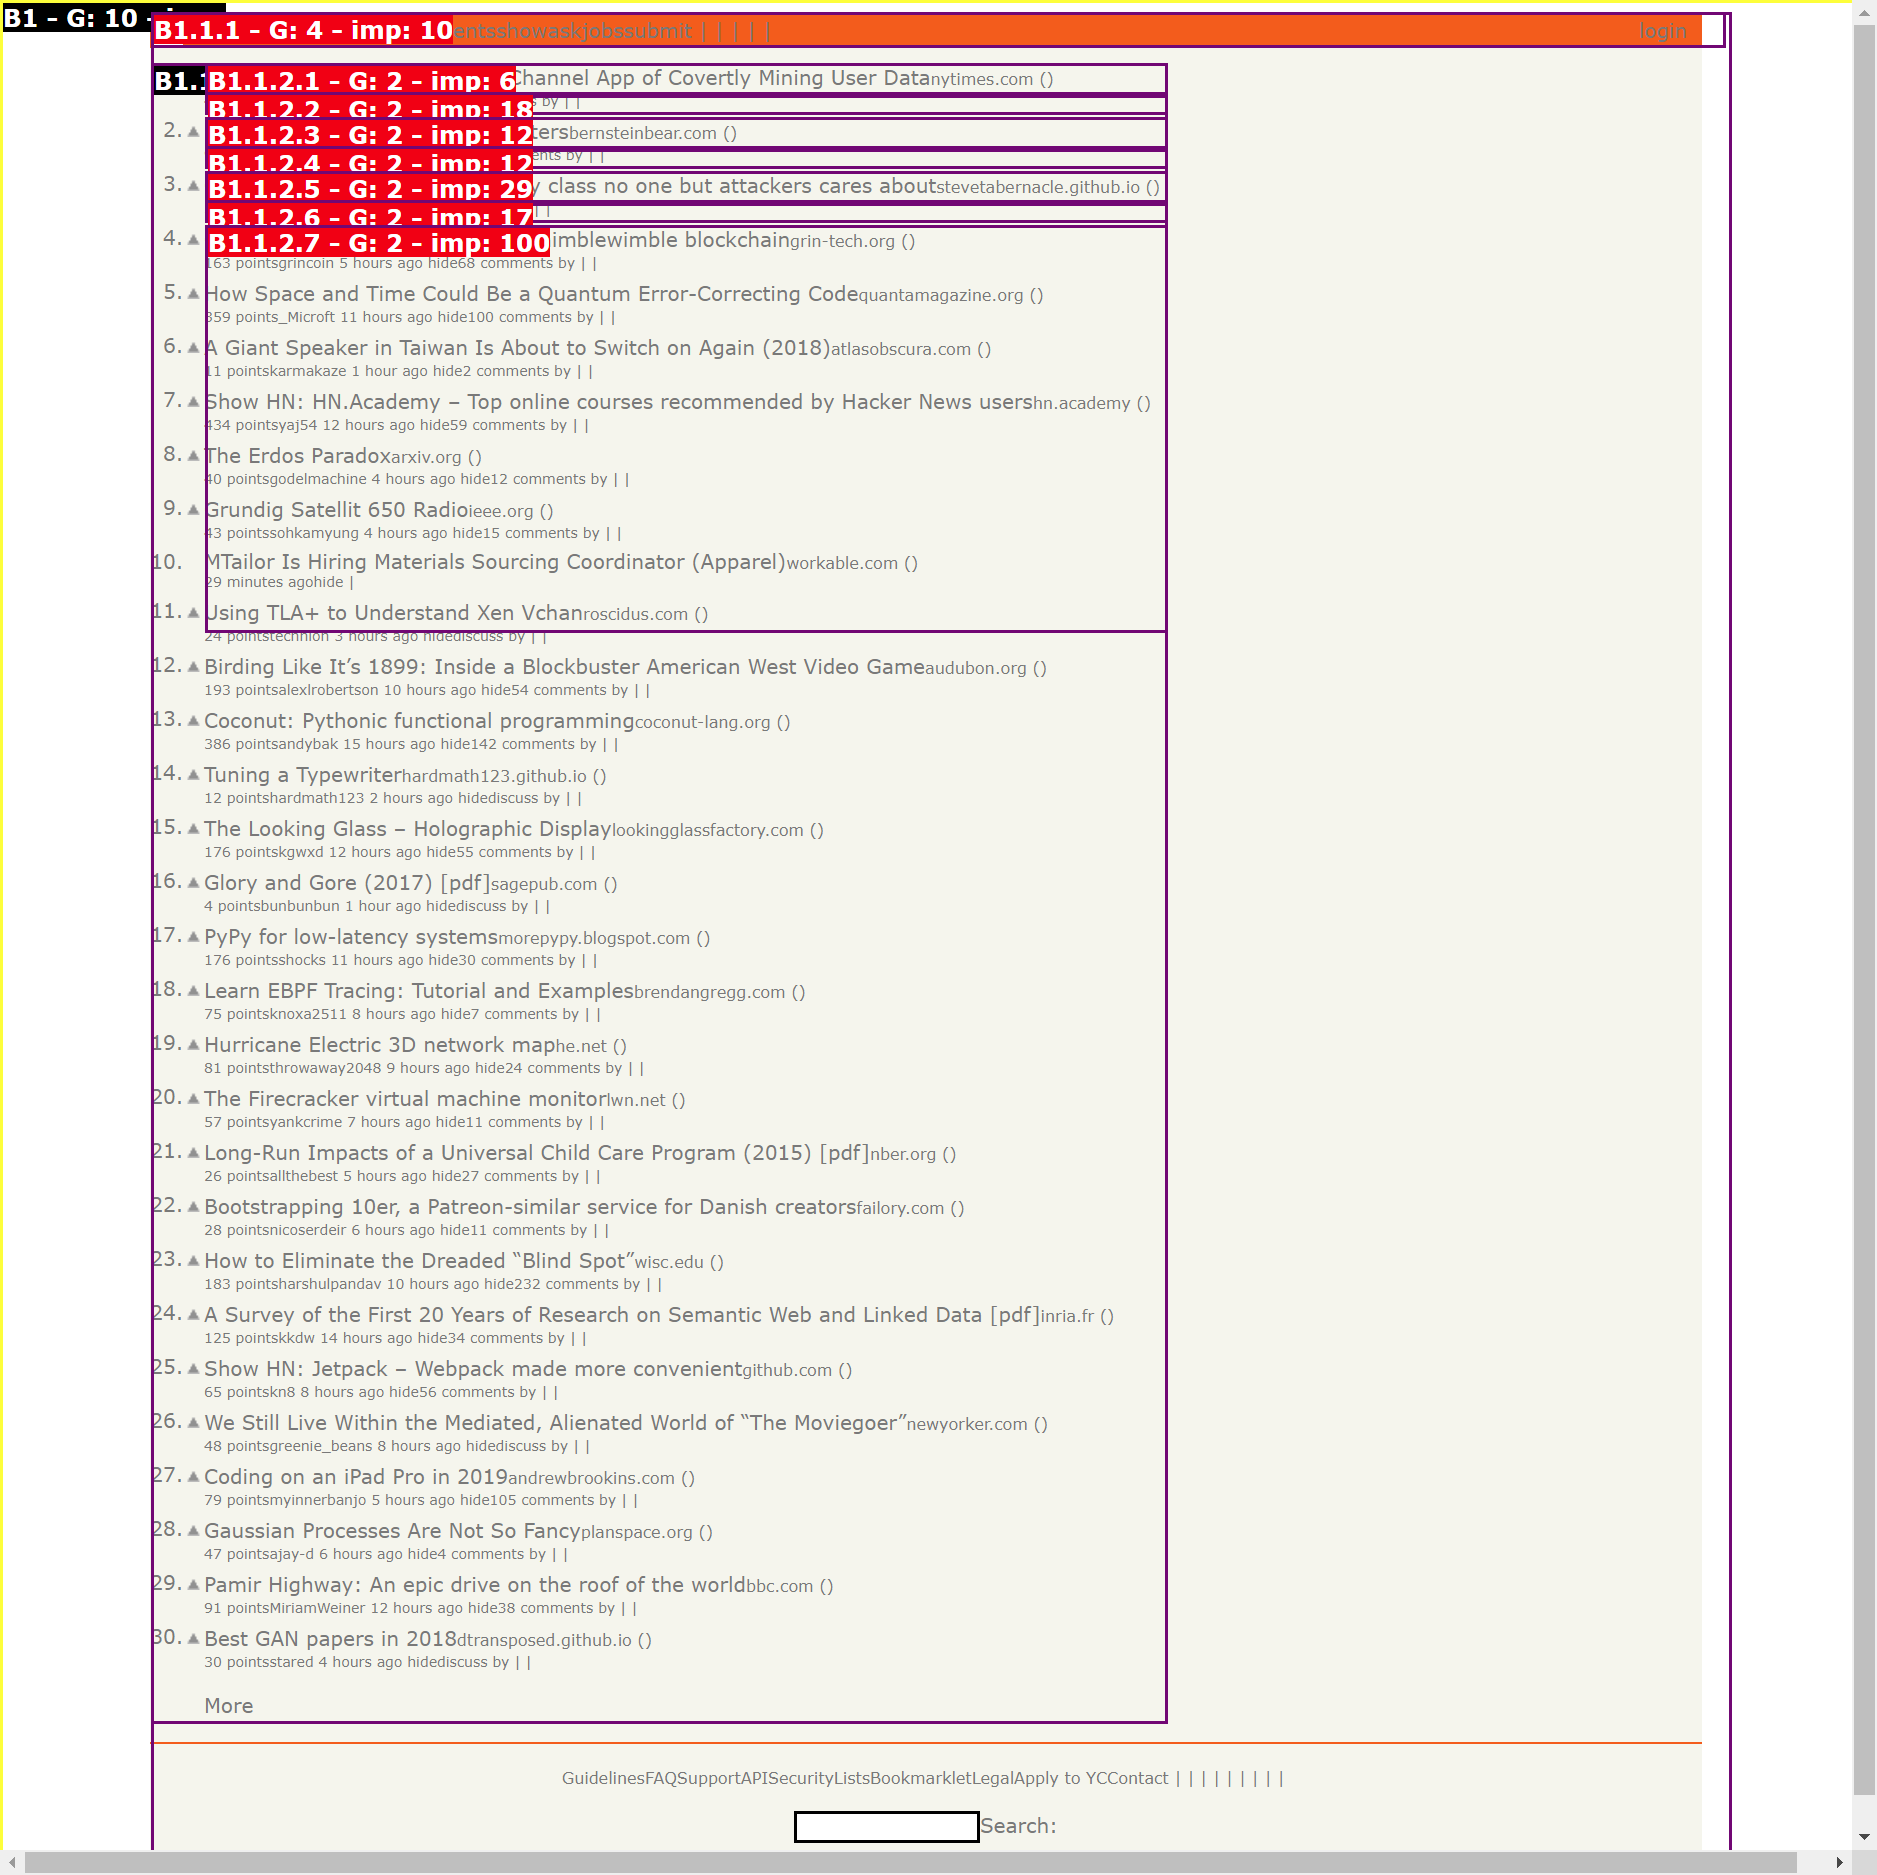 B1 - G: 10 -
B1.1.1 - G: 4 - imp: 10entsshowaskjobssubmit | | | | | login
B1.1 B1.1.2.1 - G: 2 - imp: 6 Channel App of Covertly Mining User Datanytimes.com ()
B1.1.2.2 - G: 2 - imp: 18 s by | |
2. B1.1.2.3 - G: 2 - imp: 12 tersbernsteinbear.com ()
B1.1.2.4 - G: 2 - imp: 12 ents by | |
3. B1.1.2.5 - G: 2 - imp: 29 y class no one but attackers cares aboutstevetabernacle.github.io ()
B1.1.2.6 - G: 2 - imp: 17 | |
4. B1.1.2.7 - G: 2 - imp: 100 imblewimble blockchaingrin-tech.org ()
163 pointsgrincoin 5 hours ago hide68 comments by | |
5. How Space and Time Could Be a Quantum Error-Correcting Codequantamagazine.org ()
359 points_Microft 11 hours ago hide100 comments by | |
6. A Giant Speaker in Taiwan Is About to Switch on Again (2018)atlasobscura.com ()
11 pointskarmakaze 1 hour ago hide2 comments by | |
7. Show HN: HN.Academy – Top online courses recommended by Hacker News usershn.academy ()
434 pointsyaj54 12 hours ago hide59 comments by | |
8. The Erdos Paradoxarxiv.org ()
40 pointsgodelmachine 4 hours ago hide12 comments by | |
9. Grundig Satellit 650 Radioieee.org ()
43 pointssohkamyung 4 hours ago hide15 comments by | |
10. MTailor Is Hiring Materials Sourcing Coordinator (Apparel)workable.com ()
29 minutes agohide |
11. Using TLA+ to Understand Xen Vchanroscidus.com ()
24 pointstechnion 3 hours ago hidediscuss by | |
12. Birding Like It’s 1899: Inside a Blockbuster American West Video Gameaudubon.org ()
193 pointsalexlrobertson 10 hours ago hide54 comments by | |
13. Coconut: Pythonic functional programmingcoconut-lang.org ()
386 pointsandybak 15 hours ago hide142 comments by | |
14. Tuning a Typewriterhardmath123.github.io ()
12 pointshardmath123 2 hours ago hidediscuss by | |
15. The Looking Glass – Holographic Displaylookingglassfactory.com ()
176 pointskgwxd 12 hours ago hide55 comments by | |
16. Glory and Gore (2017) [pdf]sagepub.com ()
4 pointsbunbunbun 1 hour ago hidediscuss by | |
17. PyPy for low-latency systemsmorepypy.blogspot.com ()
176 pointsshocks 11 hours ago hide30 comments by | |
18. Learn EBPF Tracing: Tutorial and Examplesbrendangregg.com ()
75 pointsknoxa2511 8 hours ago hide7 comments by | |
19. Hurricane Electric 3D network maphe.net ()
81 pointsthrowaway2048 9 hours ago hide24 comments by | |
20. The Firecracker virtual machine monitorlwn.net ()
57 pointsyankcrime 7 hours ago hide11 comments by | |
21. Long-Run Impacts of a Universal Child Care Program (2015) [pdf]nber.org ()
26 pointsallthebest 5 hours ago hide27 comments by | |
22. Bootstrapping 10er, a Patreon-similar service for Danish creatorsfailory.com ()
28 pointsnicoserdeir 6 hours ago hide11 comments by | |
23. How to Eliminate the Dreaded “Blind Spot”wisc.edu ()
183 pointsharshulpandav 10 hours ago hide232 comments by | |
24. A Survey of the First 20 Years of Research on Semantic Web and Linked Data [pdf]inria.fr ()
125 pointskkdw 14 hours ago hide34 comments by | |
25. Show HN: Jetpack – Webpack made more convenientgithub.com ()
65 pointskn8 8 hours ago hide56 comments by | |
26. We Still Live Within the Mediated, Alienated World of “The Moviegoer”newyorker.com ()
48 pointsgreenie_beans 8 hours ago hidediscuss by | |
27. Coding on an iPad Pro in 2019andrewbrookins.com ()
79 pointsmyinnerbanjo 5 hours ago hide105 comments by | |
28. Gaussian Processes Are Not So Fancyplanspace.org ()
47 pointsajay-d 6 hours ago hide4 comments by | |
29. Pamir Highway: An epic drive on the roof of the worldbbc.com ()
91 pointsMiriamWeiner 12 hours ago hide38 comments by | |
30. Best GAN papers in 2018dtransposed.github.io ()
30 pointsstared 4 hours ago hidediscuss by | |
More
GuidelinesFAQSupportAPISecurityListsBookmarkletLegalApply to YCContact | | | | | | | | |
Search: